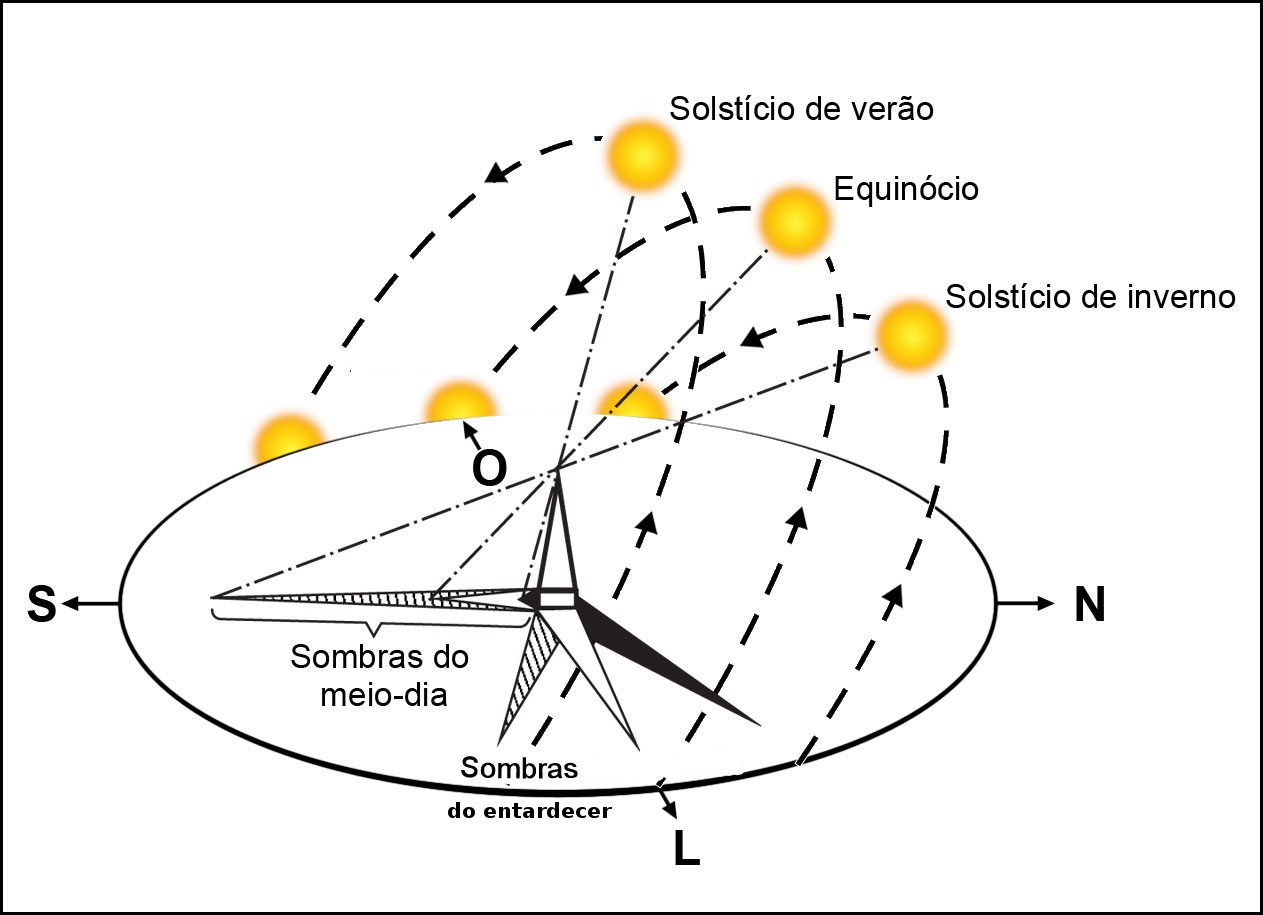 Solstício de verão
Equinócio
Solstício de inverno
O
S
N
Sombras do
meio-dia
Sombras
do entardecer
L